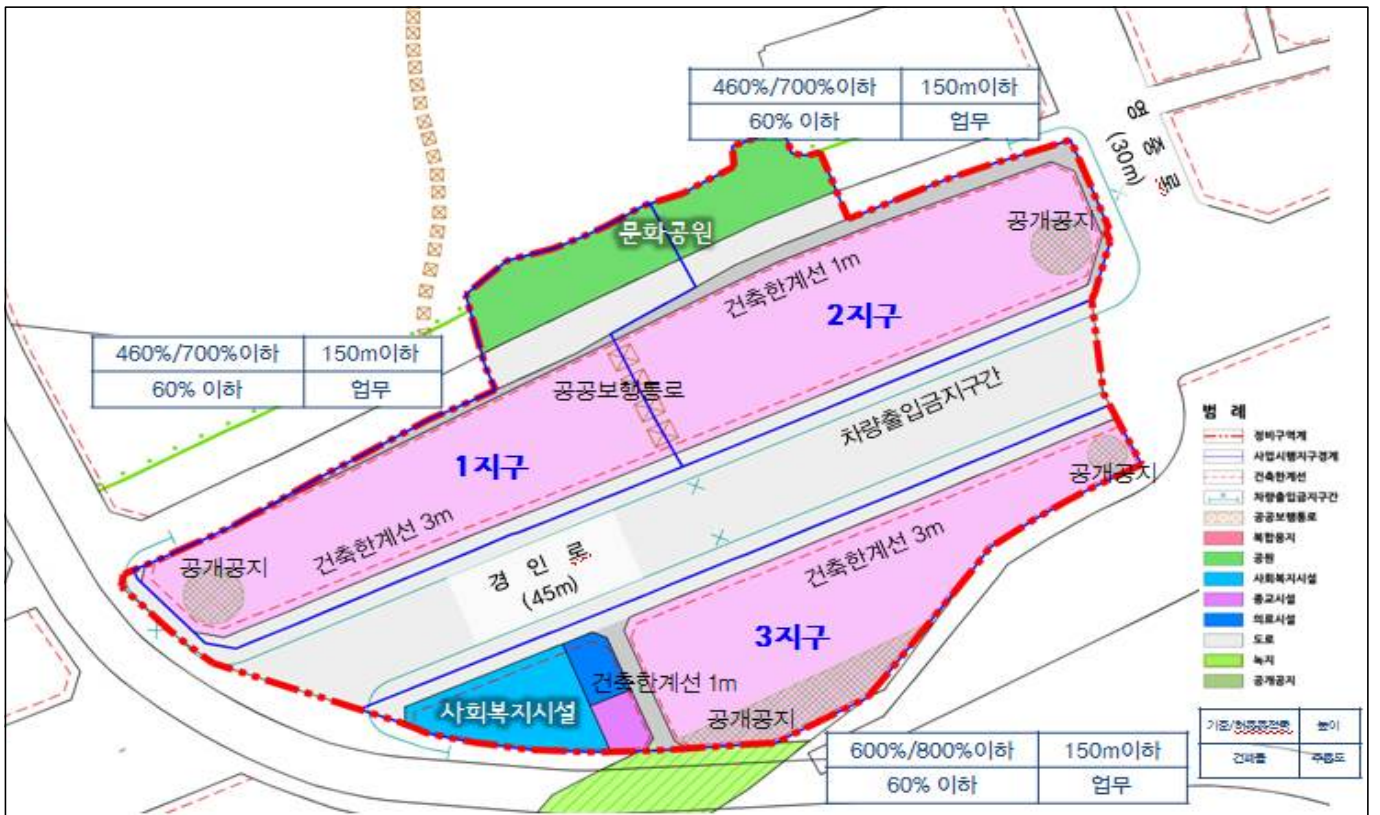 460%/700%이하 150m이하
60% 이하 업무
영중로
(30m)
문화공원
공개공지
건축한계선 1m
2지구
460%/700%이하 150m이하
60% 이하 업무
공공보행통로
차량출입금지구간
1지구
공개공지
건축한계선 3m
공개공지
경 인 로
(45m)
건축한계선 3m
3지구
건축한계선 1m
사회복지시설
공개공지
600%/800%이하 150m이하
60% 이하 업무
범 례
정비구역계
사업시행지구경계
건축한계선
차량출입금지구간
공공보행통로
복합용지
공원
사회복지시설
종교시설
의료시설
도로
녹지
공개공지
높이
건폐율 주용도